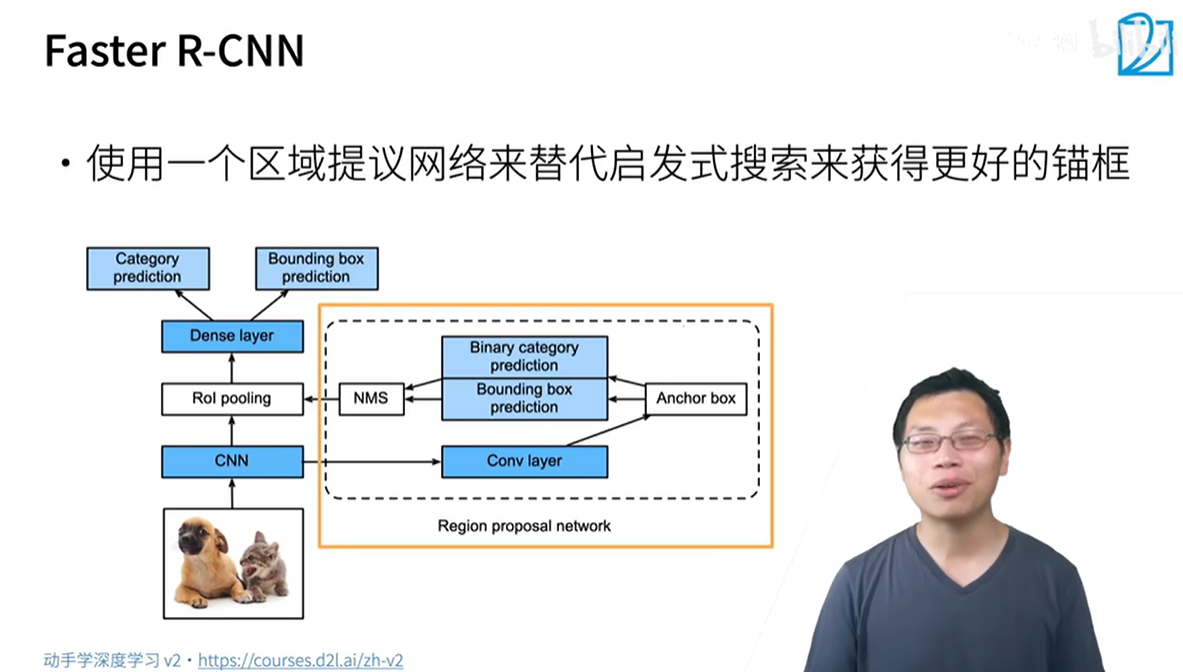 Faster R-CNN
• 使用一个区域提议网络来替代启发式搜索来获得更好的锚框
Category
prediction
Bounding box
prediction
Dense layer
Binary category
prediction
RoI pooling
NMS
Bounding box
prediction
Anchor box
CNN
Conv layer
Region proposal network
动手学深度学习 v2 • https://courses.d2l.ai/zh-v2